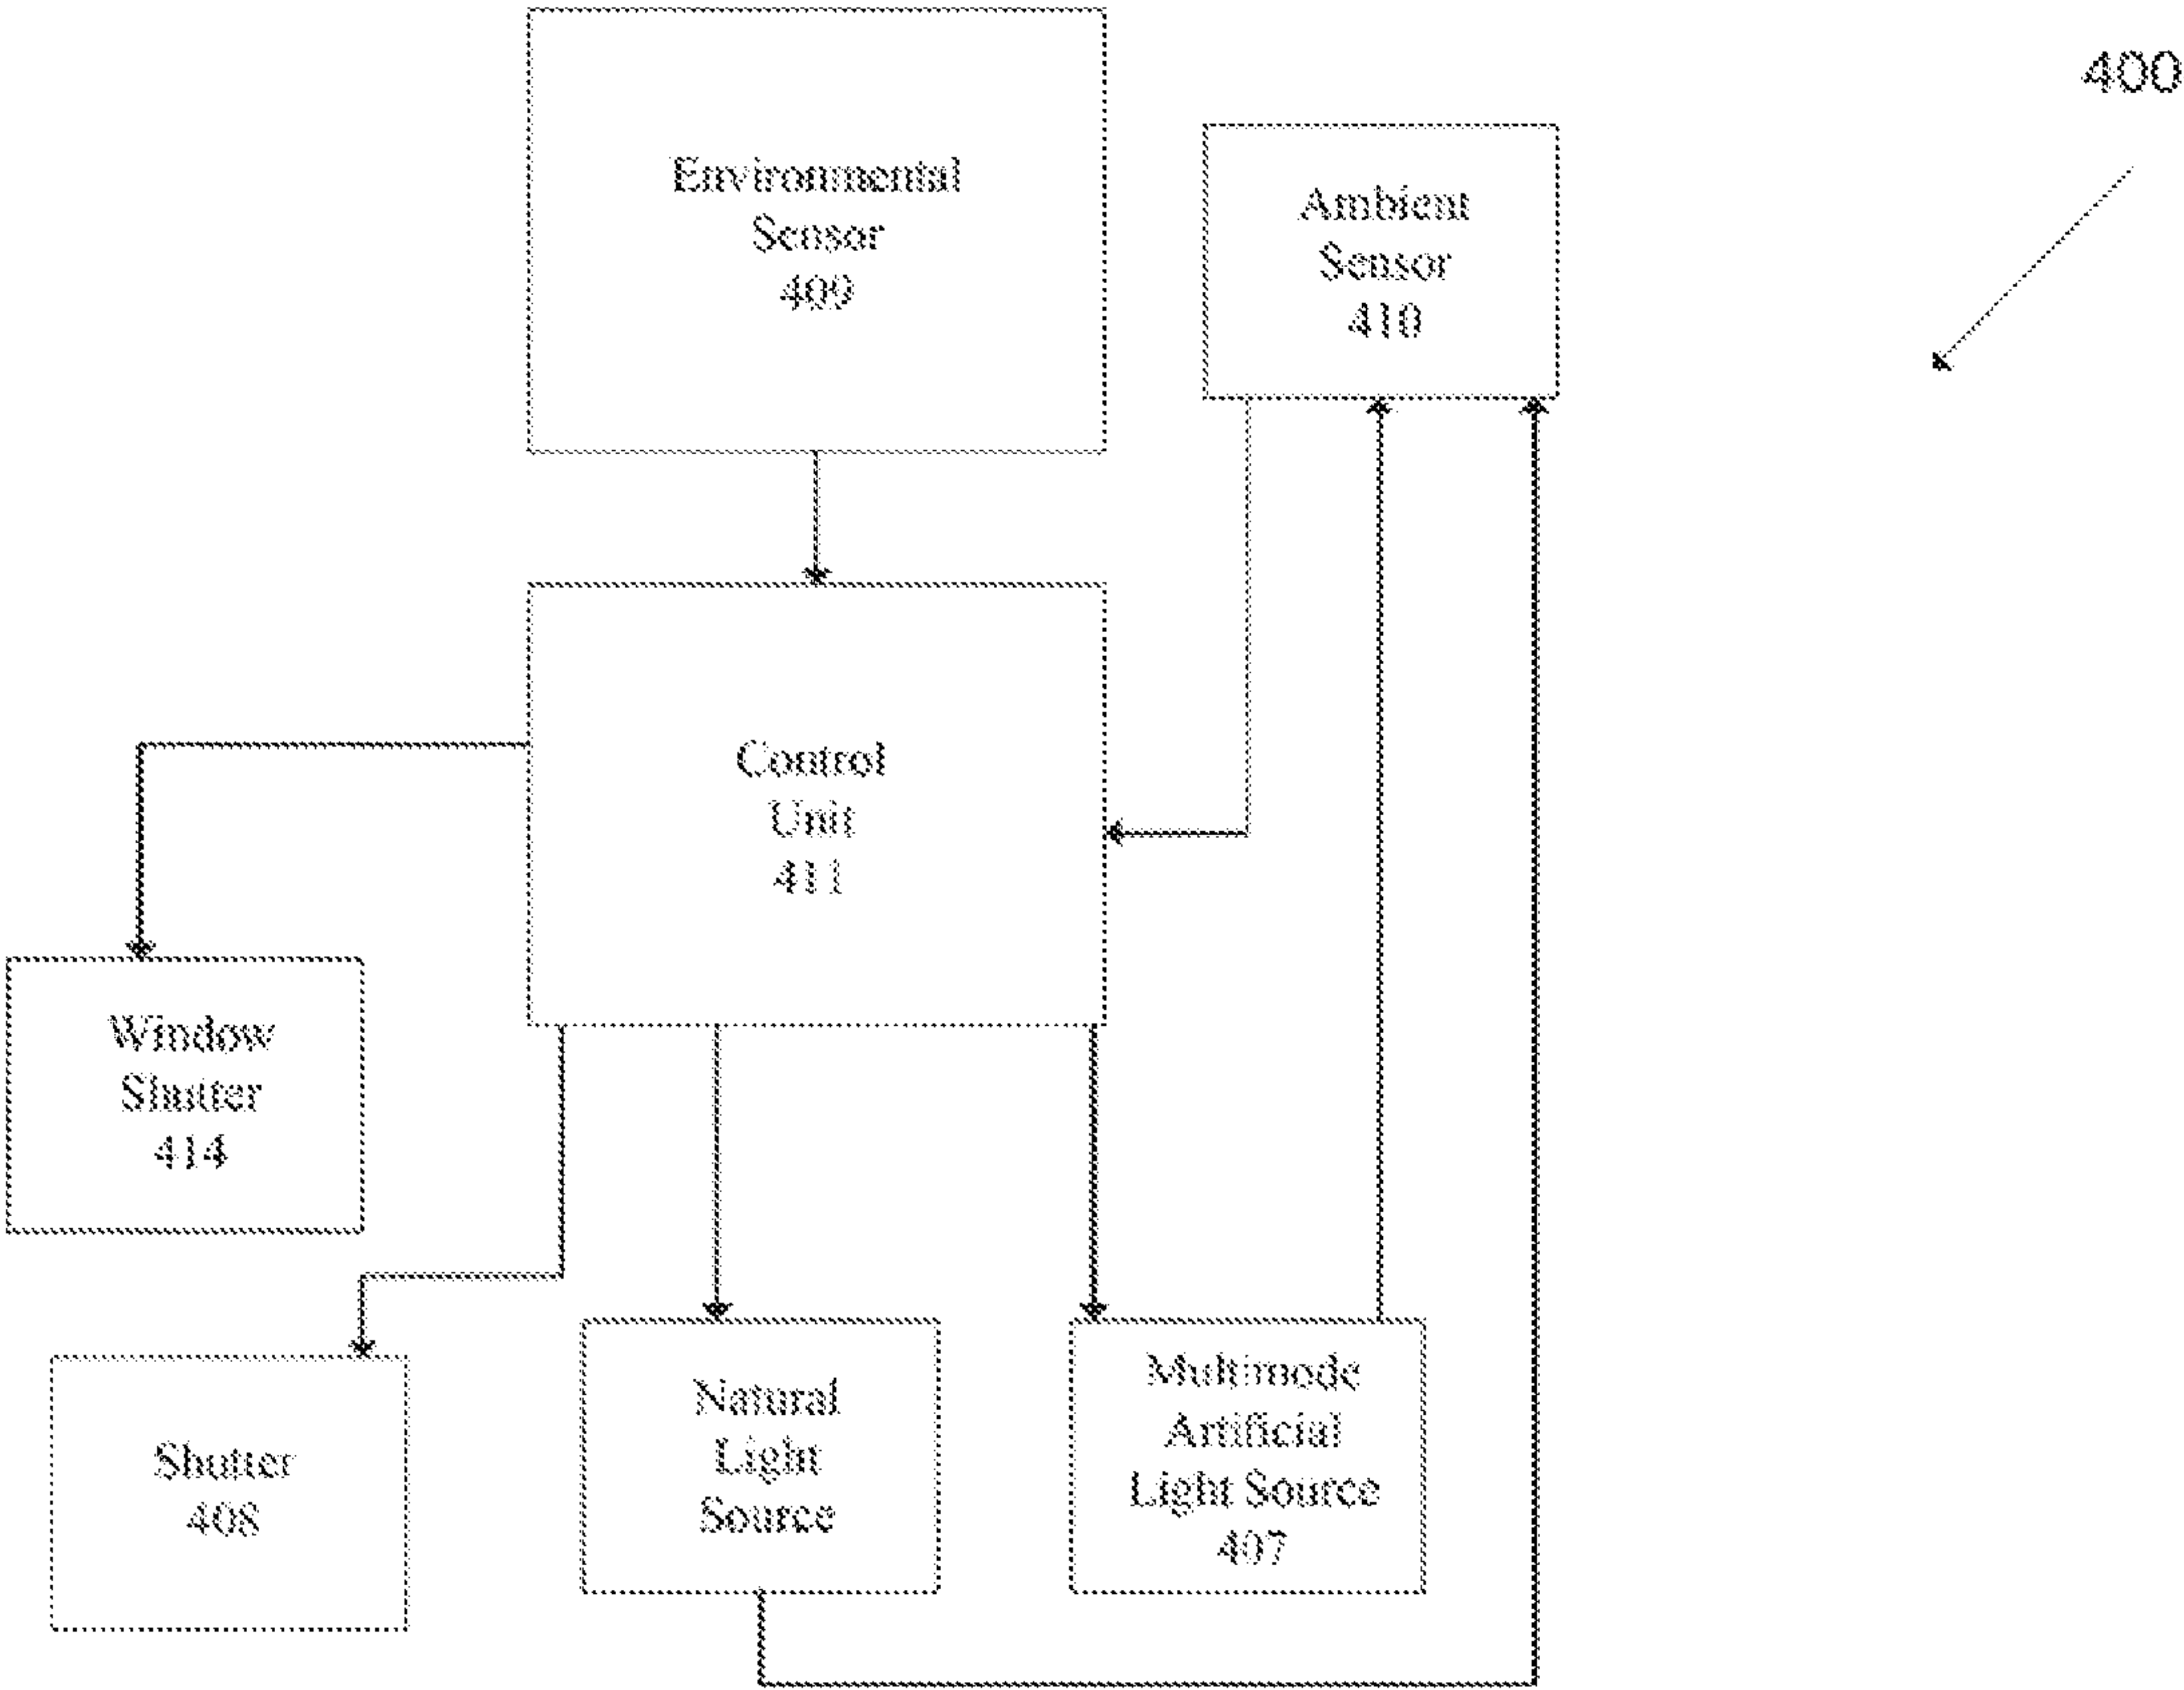 400
Environmental
Sensor
409
Ambient
Sensor
410
Control
Unit
411
Window
Shutter
414
Shutter
408
Natural
Light
Source
Multimode
Artificial
Light Source
407